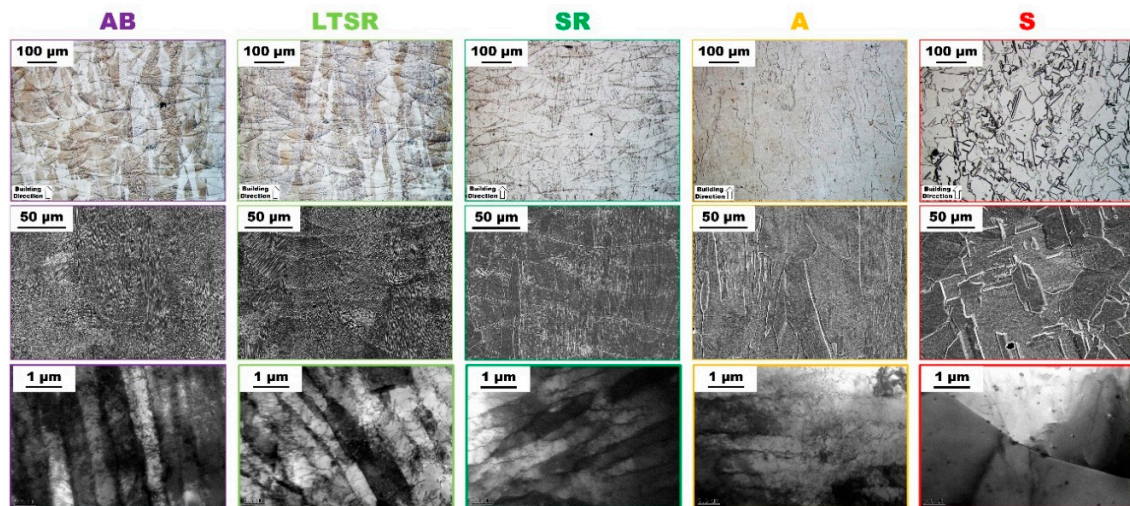 AB LTSR SR A S
100 µm 100 µm 100 µm 100 µm 100 µm
Building Building Building Building Building
Direction Direction Direction Direction Direction
50 µm 50 µm 50 µm 50 µm 50 µm
1 µm 1 µm 1 µm 1 µm 1 µm